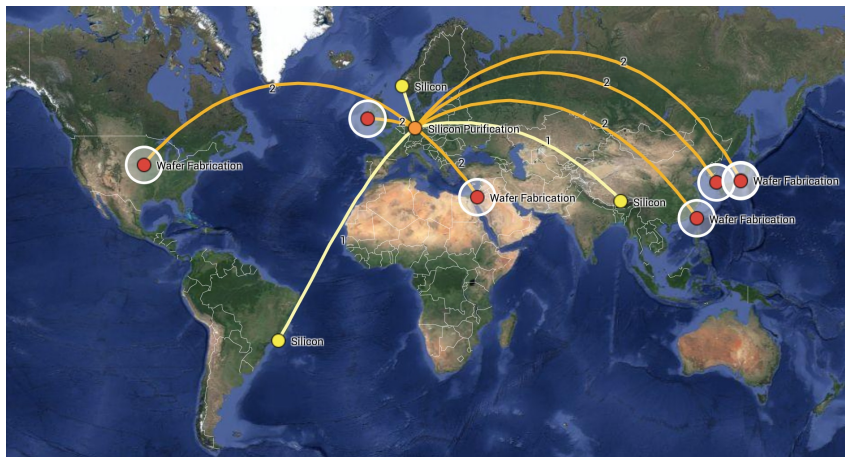 2
2
2
Silicon
2
2
Silicon Purification
1
Wafer Fabrication
2
Wafer Fabrication
Wafer Fabrication
Silicon
Wafer Fabrication
1
Silicon